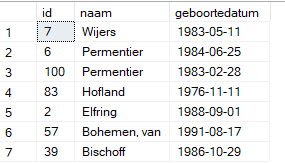 id naam geboortedatum
1 7 Wijers 1983-05-11
2 6 Permentier 1984-06-25
3 100 Permentier 1983-02-28
4 83 Hofland 1976-11-11
5 2 Elfring 1988-09-01
6 57 Bohemen, van 1991-08-17
7 39 Bischoff 1986-10-29